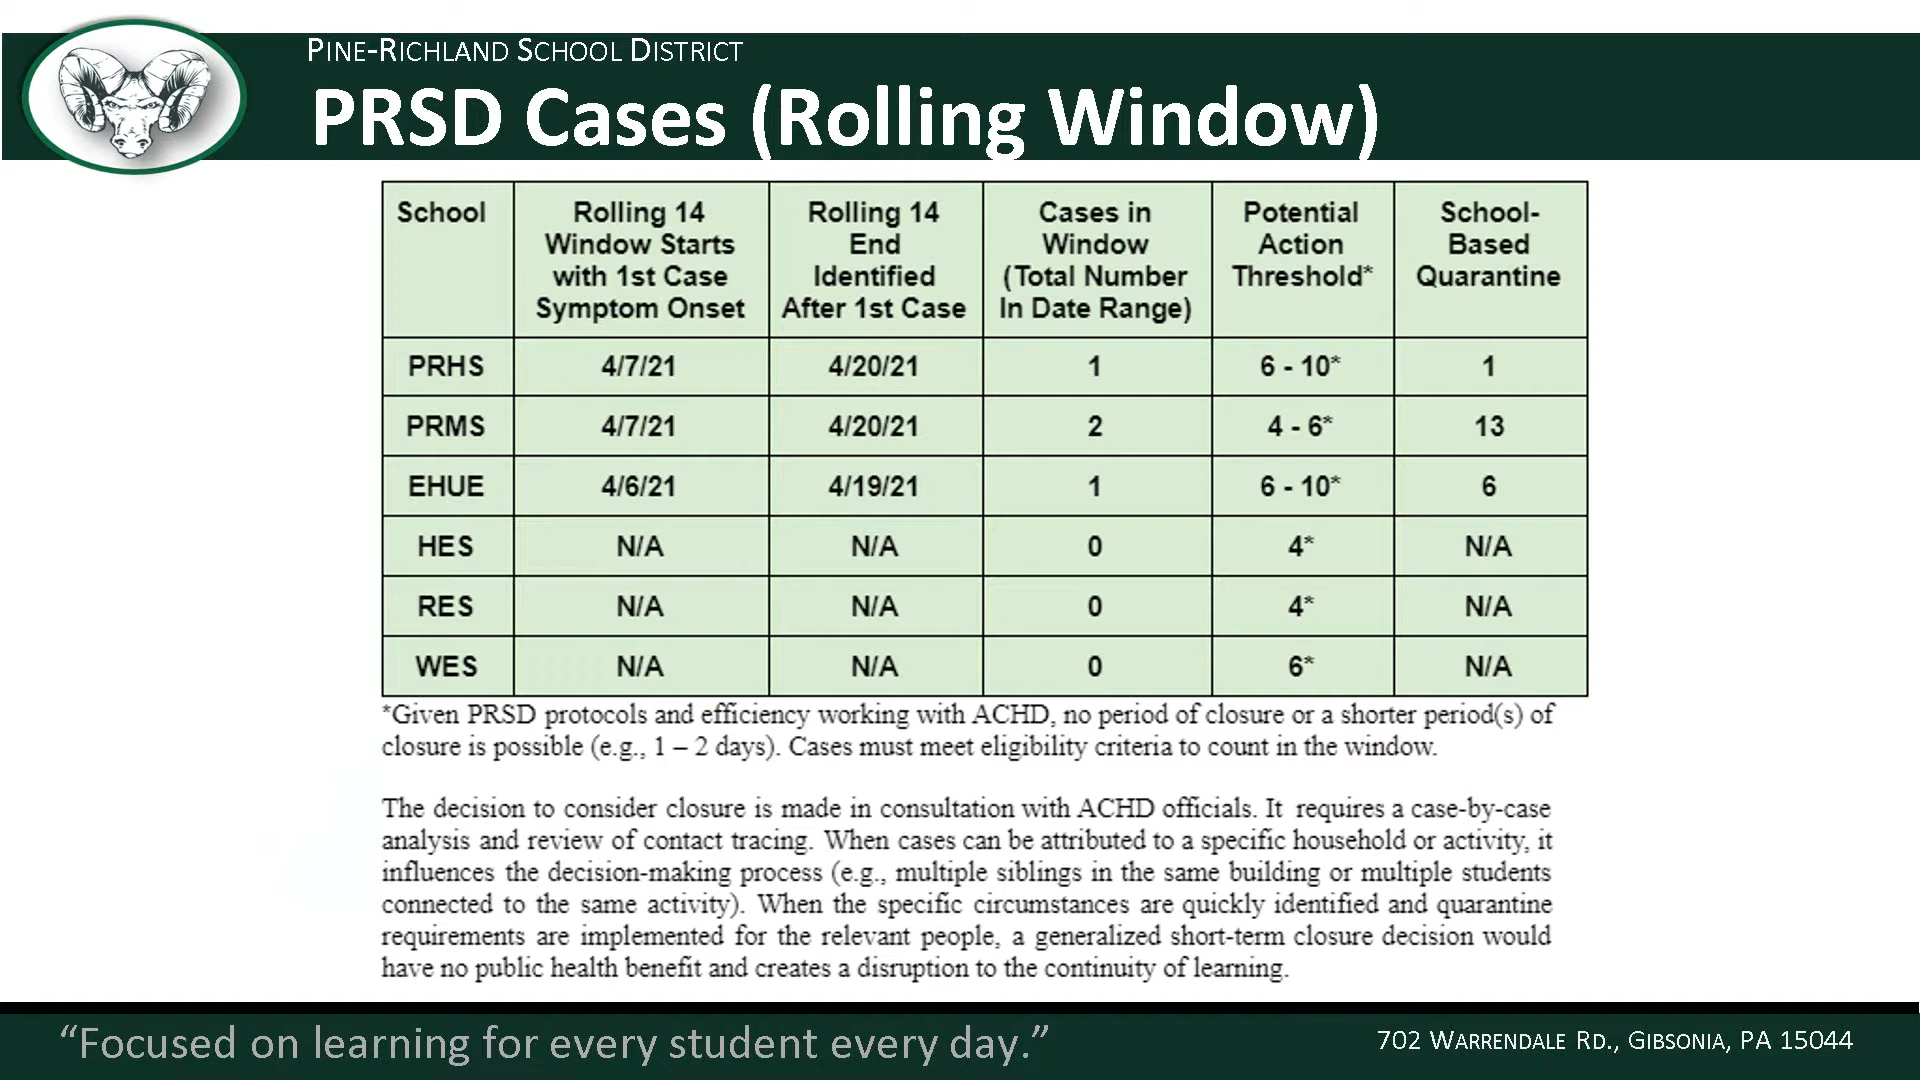 PINE-RICHLAND SCHOOL DISTRICT
PRSD Cases (Rolling Window)
School | Rolling 14 Window Starts with 1st Case Symptom Onset | Rolling 14 End Identified After 1st Case | Cases in Window (Total Number In Date Range) | Potential Action Threshold* | School-Based Quarantine
PRHS | 4/7/21 | 4/20/21 | 1 | 6 - 10* | 1
PRMS | 4/7/21 | 4/20/21 | 2 | 4 - 6* | 13
EHUE | 4/6/21 | 4/19/21 | 1 | 6 - 10* | 6
HES | N/A | N/A | 0 | 4* | N/A
RES | N/A | N/A | 0 | 4* | N/A
WES | N/A | N/A | 0 | 6* | N/A
*Given PRSD protocols and efficiency working with ACHD, no period of closure or a shorter period(s) of
closure is possible (e.g., 1 – 2 days). Cases must meet eligibility criteria to count in the window.
The decision to consider closure is made in consultation with ACHD officials. It requires a case-by-case
analysis and review of contact tracing. When cases can be attributed to a specific household or activity, it
influences the decision-making process (e.g., multiple siblings in the same building or multiple students
connected to the same activity). When the specific circumstances are quickly identified and quarantine
requirements are implemented for the relevant people, a generalized short-term closure decision would
have no public health benefit and creates a disruption to the continuity of learning.
“Focused on learning for every student every day.”
702 WARRENDALE RD., GIBSONIA, PA 15044